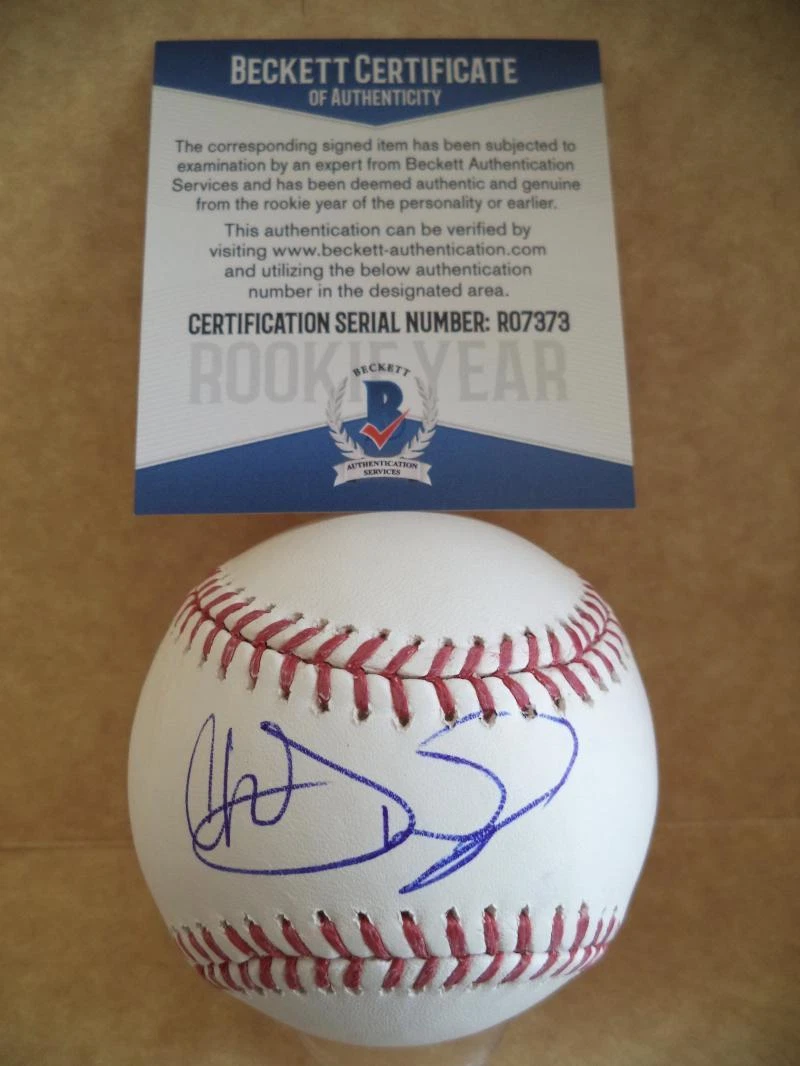 BECKETT CERTIFICATE
OF AUTHENTICITY
The corresponding signed item has been subjected to
examination by an expert from Beckett Authentication
Services and has been deemed authentic and genuine
from the rookie year of the personality or earlier.
This authentication can be verified by
visiting www.beckett-authentication.com
and utilizing the below authentication
number in the designated area.
CERTIFICATION SERIAL NUMBER: R07373
ROOKIE YEAR
BECKETT
B
AUTHENTICATION
SERVICES